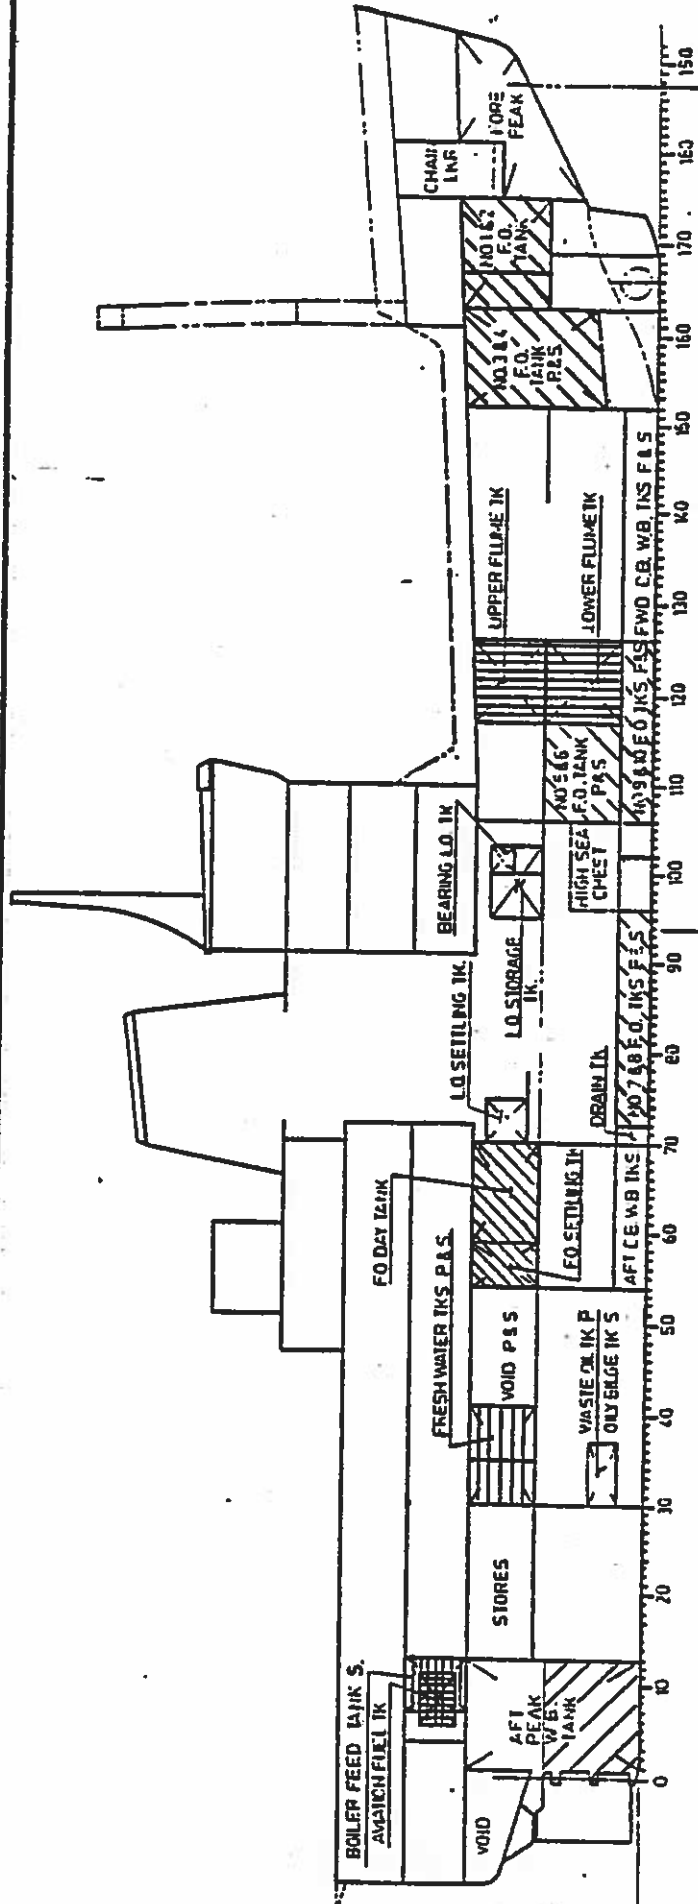 BOILER FEED TANK S.
AVIATION FUEL TK
VOID
AFT
PEAK
W.B.
TANK
STORES
FRESH WATER TKS P & S.
VOID P & S
WASTE OIL TK P
OILY BILGE TK S
FO DAY TANK
FO SETTLING TK
AFT C.B. W.B TKS
L.O. SETTLING TK.
DRAIN TK
NO 7 & 8 F.O. TKS P & S
L.O STORAGE
TK.
BEARING L.O. TK
HIGH SEA
CHEST
NO 5 & 6
F.O. TANK
P & S
NO 9 & 10 F.O TKS P & S
UPPER FLUME TK
LOWER FLUME TK
FWD C.B. W.B. TKS P & S
NO.3 & 4
F.O.
TANK
P.& S.
NO 1 & 2
F.O.
TANK
CHAIN
LKR
FORE
PEAK
0 10 20 30 40 50 60 70 80 90 100 110 120 130 140 150 160 170 160 150